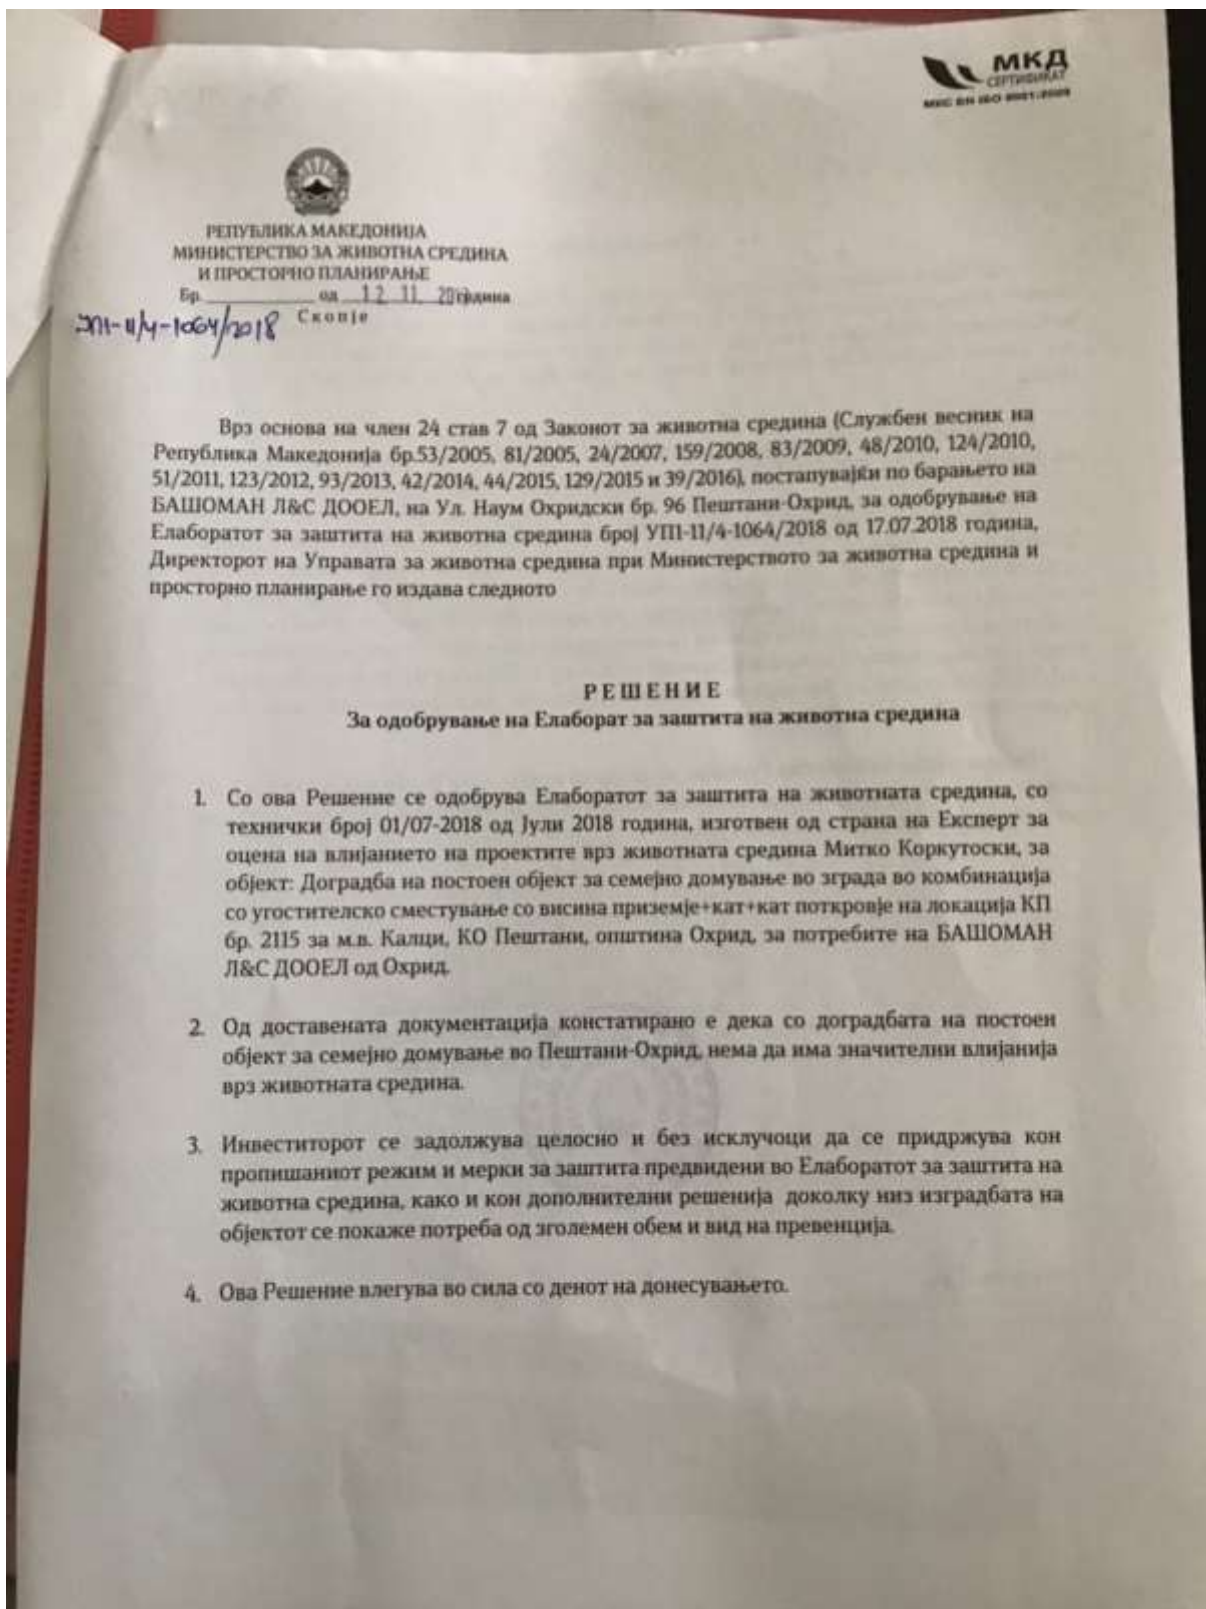 МКД
СЕРТИФИКАТ
МКС EN ISO 9001:2009
РЕПУБЛИКА МАКЕДОНИЈА
МИНИСТЕРСТВО ЗА ЖИВОТНА СРЕДИНА
И ПРОСТОРНО ПЛАНИРАЊЕ
Бр. од 12 11. година
Скопје
УП1-11/4-1064/2018
Врз основа на член 24 став 7 од Законот за животна средина (Службен весник на
Република Македонија бр.53/2005, 81/2005, 24/2007, 159/2008, 83/2009, 48/2010, 124/2010,
51/2011, 123/2012, 93/2013, 42/2014, 44/2015, 129/2015 и 39/2016), постапувајќи по барањето на
БАШОМАН Л&С ДООЕЛ, на Ул. Наум Охридски бр. 96 Пештани-Охрид, за одобрување на
Елаборатот за заштита на животна средина број УП1-11/4-1064/2018 од 17.07.2018 година,
Директорот на Управата за животна средина при Министерството за животна средина и
просторно планирање го издава следното
Р Е Ш Е Н И Е
За одобрување на Елаборат за заштита на животна средина
1. Со ова Решение се одобрува Елаборатот за заштита на животната средина, со
технички број 01/07-2018 од Јули 2018 година, изготвен од страна на Експерт за
оцена на влијанието на проектите врз животната средина Митко Коркутоски, за
објект: Доградба на постоен објект за семејно домување во зграда во комбинација
со угостителско сместување со висина приземје+кат+кат поткровје на локација КП
бр. 2115 за м.в. Калци, КО Пештани, општина Охрид, за потребите на БАШОМАН
Л&С ДООЕЛ од Охрид.
2. Од доставената документација констатирано е дека со доградбата на постоен
објект за семејно домување во Пештани-Охрид, нема да има значителни влијанија
врз животната средина.
3. Инвеститорот се задолжува целосно и без исклучоци да се придржува кон
пропишаниот режим и мерки за заштита предвидени во Елаборатот за заштита на
животна средина, како и кон дополнителни решенија доколку низ изградбата на
објектот се покаже потреба од зголемен обем и вид на превенција.
4. Ова Решение влегува во сила со денот на донесувањето.